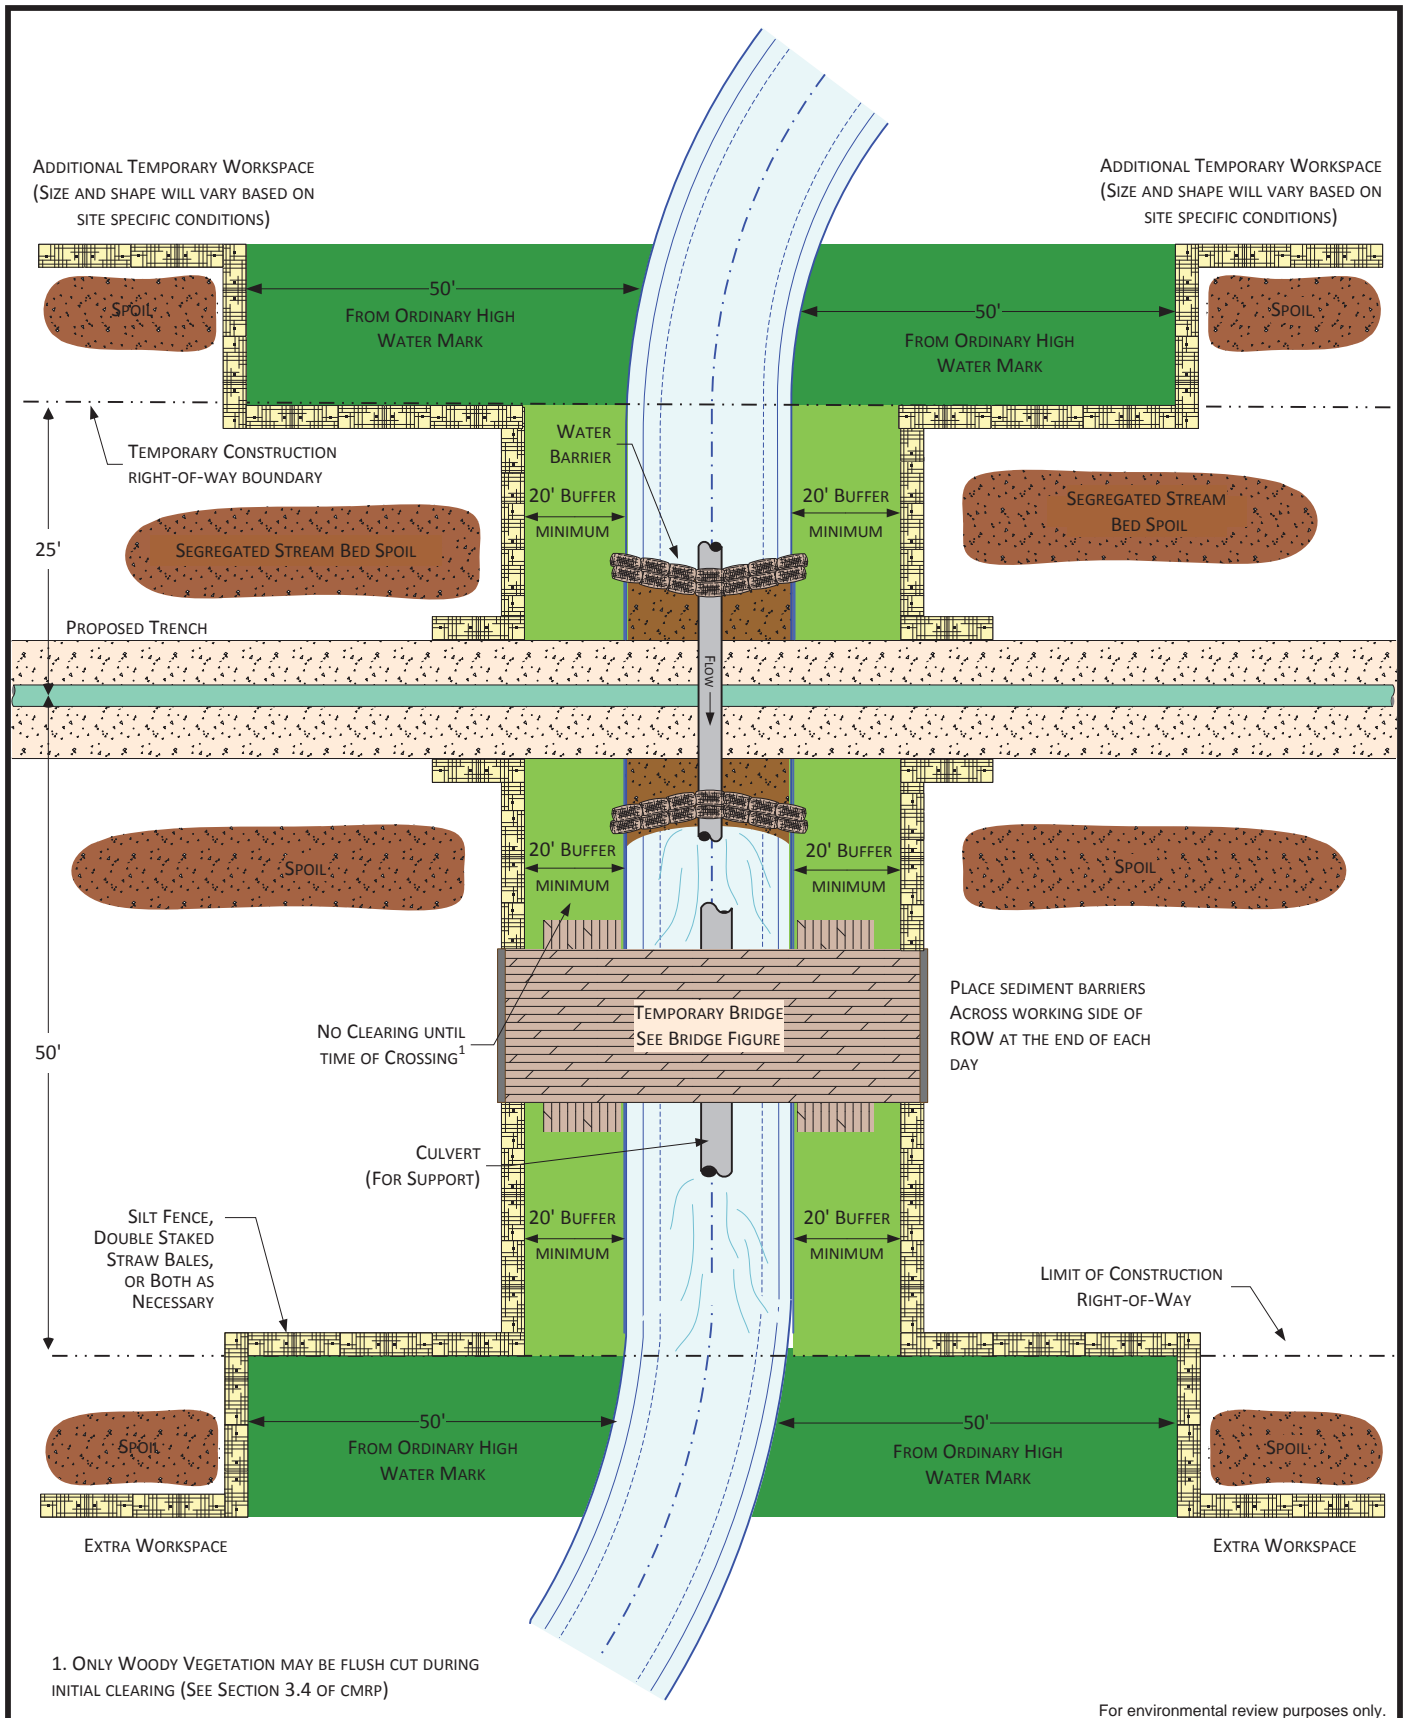 Additional Temporary Workspace
(Size and shape will vary based on
site specific conditions)
Additional Temporary Workspace
(Size and shape will vary based on
site specific conditions)
Spoil
50'
From Ordinary High
Water Mark
50'
From Ordinary High
Water Mark
Spoil
Temporary Construction
right-of-way boundary
Water
Barrier
20' Buffer
minimum
20' Buffer
minimum
Segregated Stream
Bed Spoil
25'
Segregated Stream Bed Spoil
Proposed Trench
Flow
Spoil
20' Buffer
minimum
20' Buffer
minimum
Spoil
No Clearing until
time of Crossing1
Temporary Bridge
See Bridge Figure
Place sediment barriers
Across working side of
ROW at the end of each
day
50'
Culvert
(For Support)
Silt Fence,
Double Staked
Straw Bales,
or Both as
Necessary
20' Buffer
minimum
20' Buffer
minimum
Limit of Construction
Right-of-Way
Spoil
50'
From Ordinary High
Water Mark
50'
From Ordinary High
Water Mark
Spoil
Extra Workspace
Extra Workspace
1. Only Woody Vegetation may be flush cut during
initial clearing (See Section 3.4 of CMRP)
For environmental review purposes only.